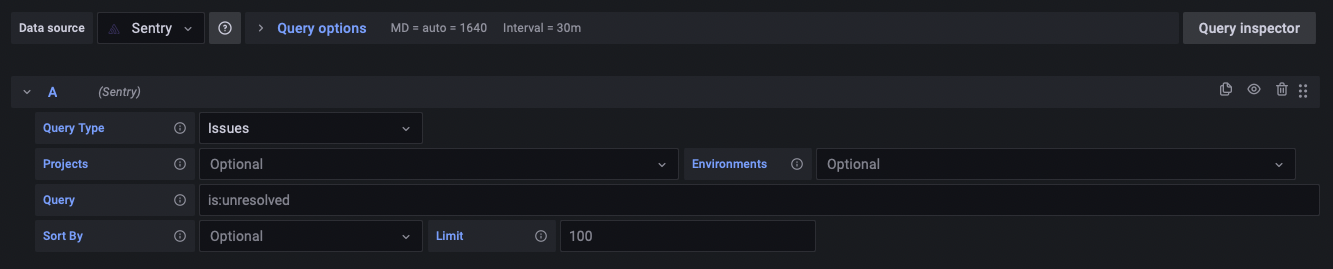 Data source Sentry Query options MD = auto = 1640 Interval = 30m Query inspector
A (Sentry)
Query Type Issues
Projects Optional Environments Optional
Query is:unresolved
Sort By Optional Limit 100